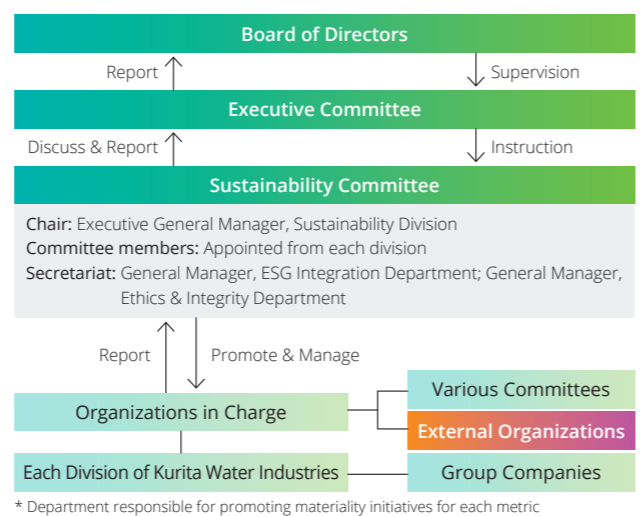 Board of Directors
Report
Supervision
Executive Committee
Discuss & Report
Instruction
Sustainability Committee
Chair: Executive General Manager, Sustainability Division
Committee members: Appointed from each division
Secretariat: General Manager, ESG Integration Department; General Manager,
Ethics & Integrity Department
Report
Promote & Manage
Organizations in Charge
Various Committees
External Organizations
Each Division of Kurita Water Industries
Group Companies
* Department responsible for promoting materiality initiatives for each metric